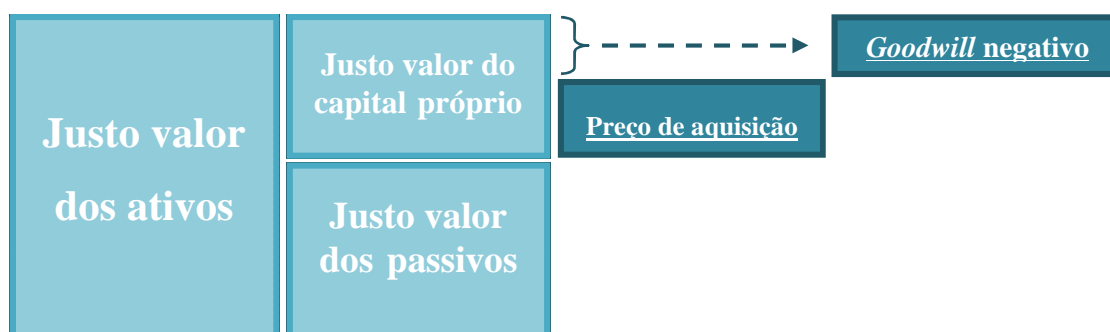 Justo valor
dos ativos
Justo valor do
capital próprio
Justo valor
dos passivos
Preço de aquisição
Goodwill negativo